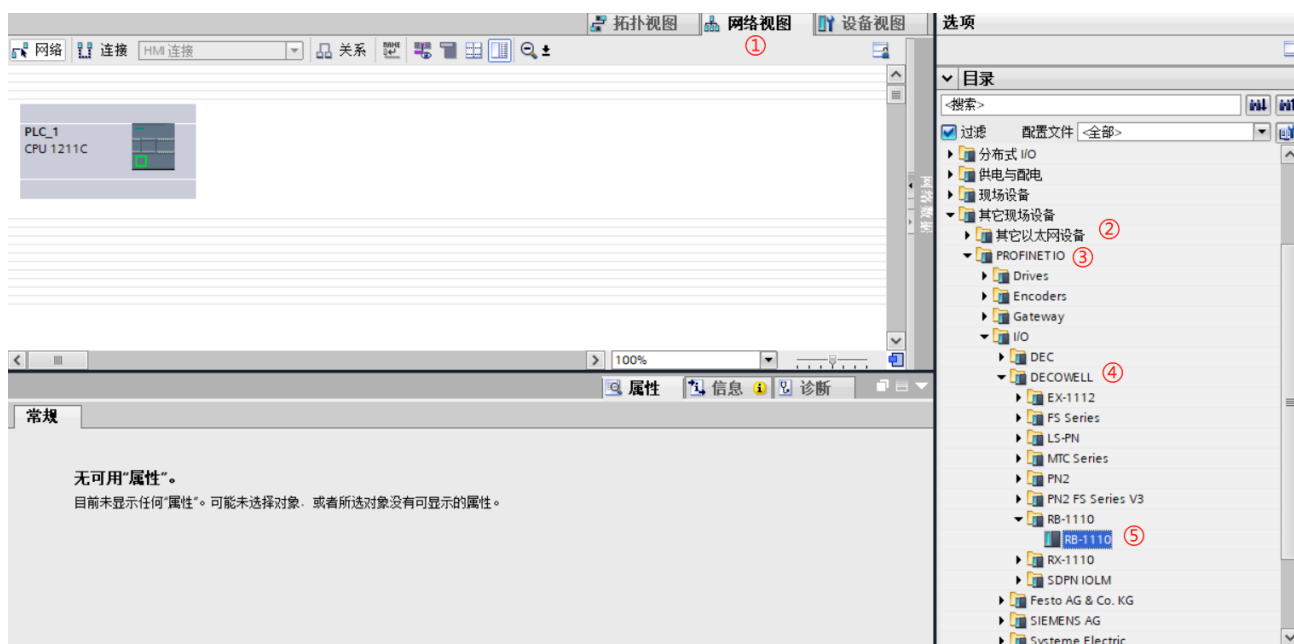 拓扑视图 网络视图 设备视图 选项
①
网络 连接 HMI 连接 关系
目录
<搜索>
PLC_1
CPU 1211C
过滤 配置文件 <全部>
分布式 I/O
供电与配电
现场设备
网络数据
其它现场设备
其它以太网设备 ②
PROFINET IO ③
Drives
Encoders
Gateway
I/O
100%
DEC
DECOWELL ④
属性 信息 诊断
EX-1112
常规
FS Series
LS-PN
MTC Series
无可用"属性"。
PN2
目前未显示任何"属性"。可能未选择对象，或者所选对象没有可显示的属性。
PN2 FS Series V3
RB-1110
RB-1110 ⑤
RX-1110
SDPN IOLM
Festo AG & Co. KG
SIEMENS AG
Systeme Electric